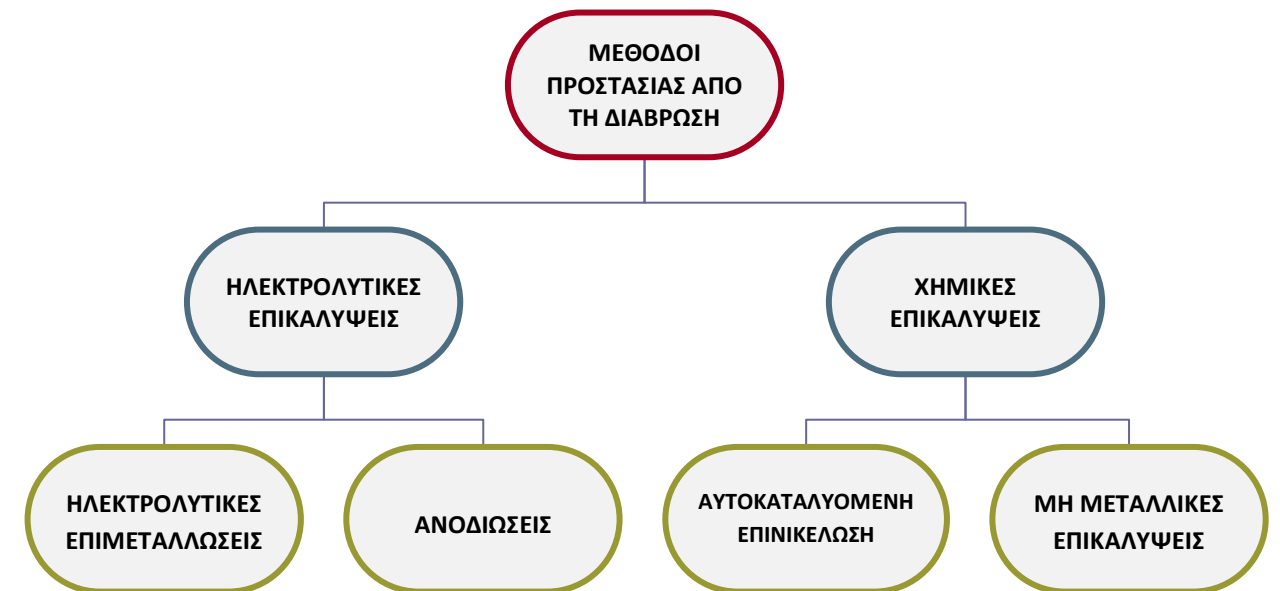 ΜΕΘΟΔΟΙ
ΠΡΟΣΤΑΣΙΑΣ ΑΠΟ
ΤΗ ΔΙΑΒΡΩΣΗ
ΗΛΕΚΤΡΟΛΥΤΙΚΕΣ
ΕΠΙΚΑΛΥΨΕΙΣ
ΧΗΜΙΚΕΣ
ΕΠΙΚΑΛΥΨΕΙΣ
ΗΛΕΚΤΡΟΛΥΤΙΚΕΣ
ΕΠΙΜΕΤΑΛΛΩΣΕΙΣ
ΑΝΟΔΙΩΣΕΙΣ
ΑΥΤΟΚΑΤΑΛΥΟΜΕΝΗ
ΕΠΙΝΙΚΕΛΩΣΗ
ΜΗ ΜΕΤΑΛΛΙΚΕΣ
ΕΠΙΚΑΛΥΨΕΙΣ